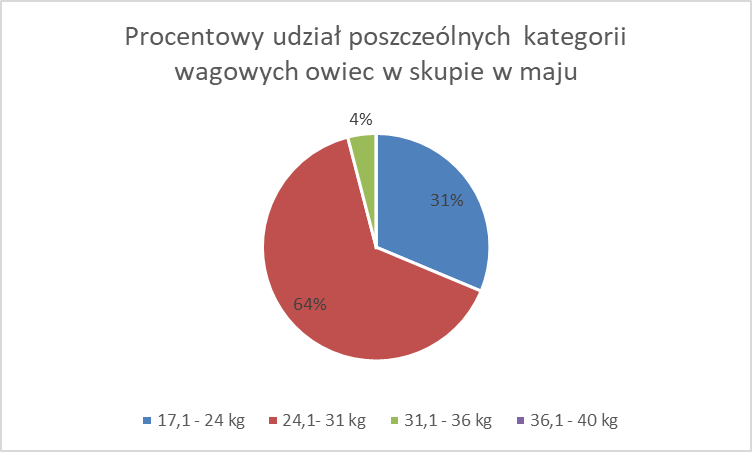 Procentowy udział poszczeólnych kategorii
wagowych owiec w skupie w maju
4%
31%
64%
17,1 - 24 kg 24,1- 31 kg 31,1 - 36 kg 36,1 - 40 kg